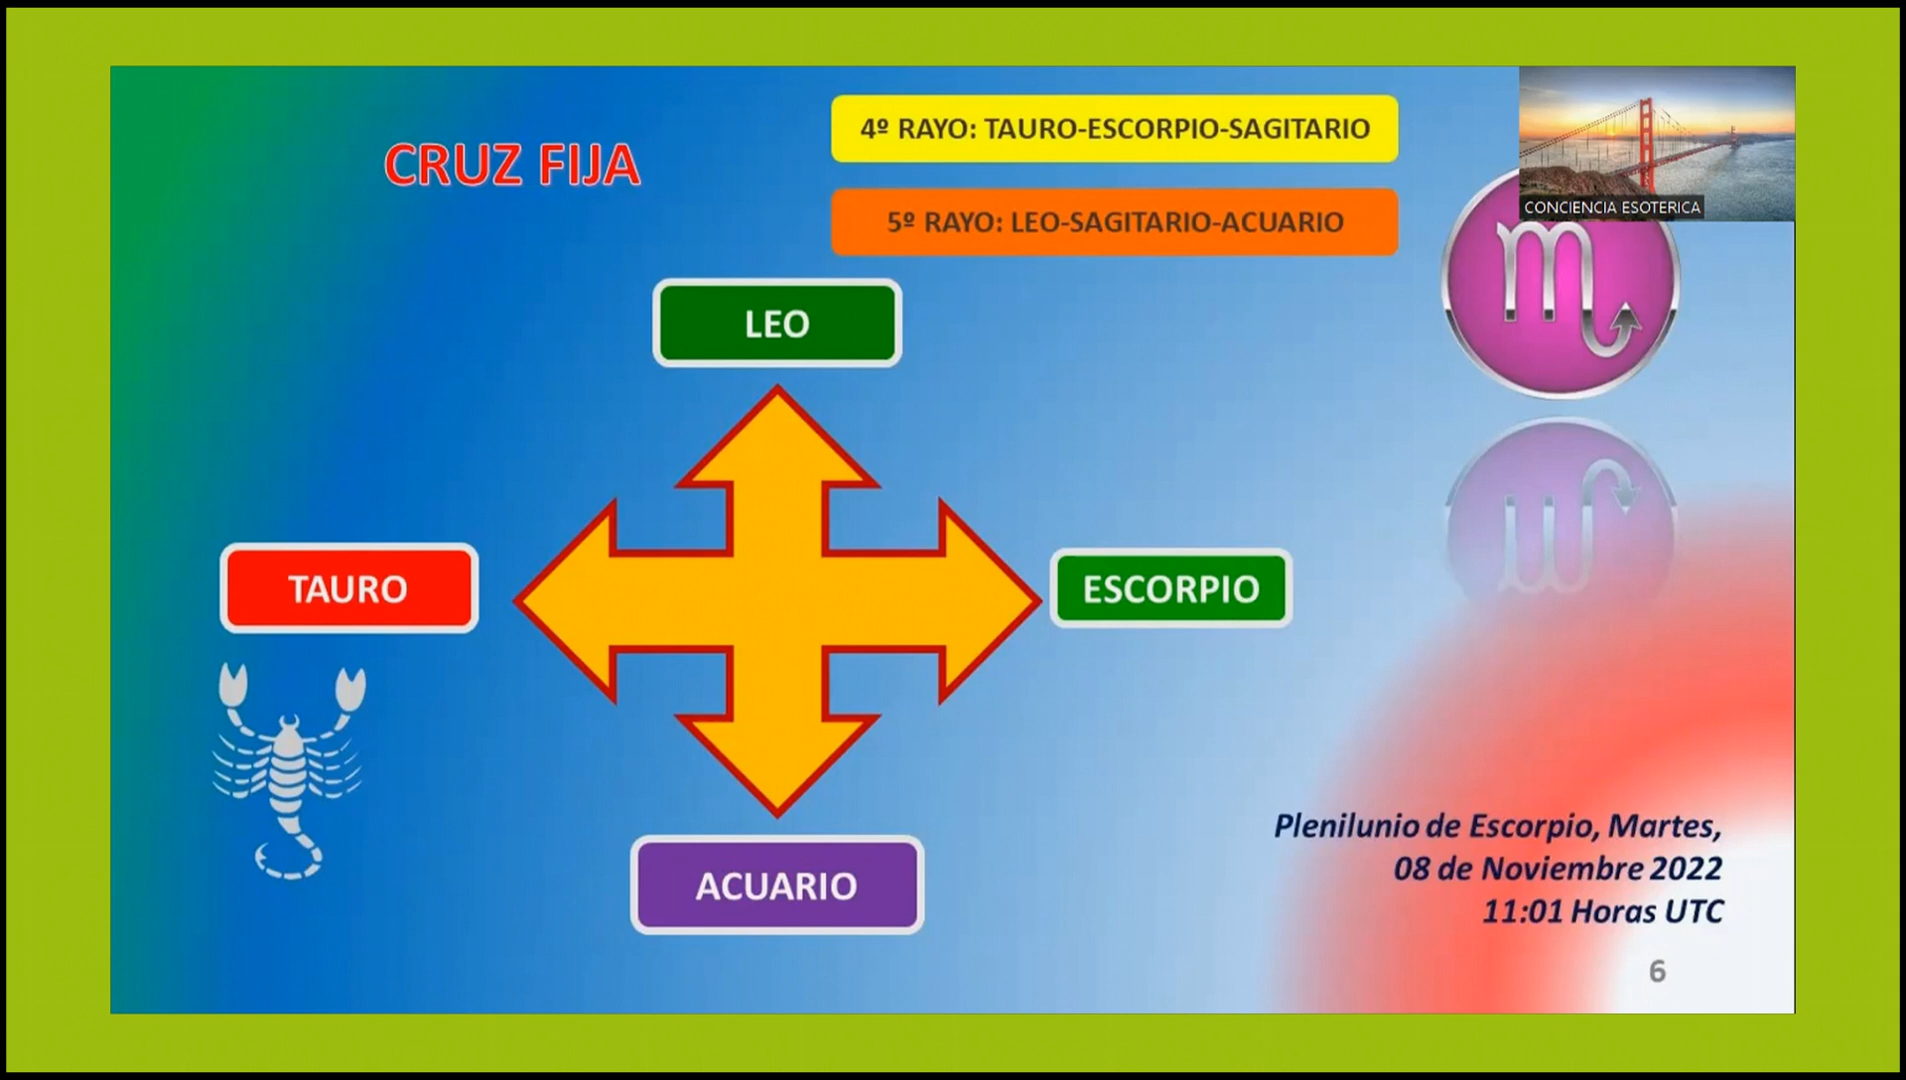 CRUZ FIJA
4º RAYO: TAURO-ESCORPIO-SAGITARIO
5º RAYO: LEO-SAGITARIO-ACUARIO
CONCIENCIA ESOTERICA
LEO
TAURO
ESCORPIO
ACUARIO
Plenilunio de Escorpio, Martes,
08 de Noviembre 2022
11:01 Horas UTC
6